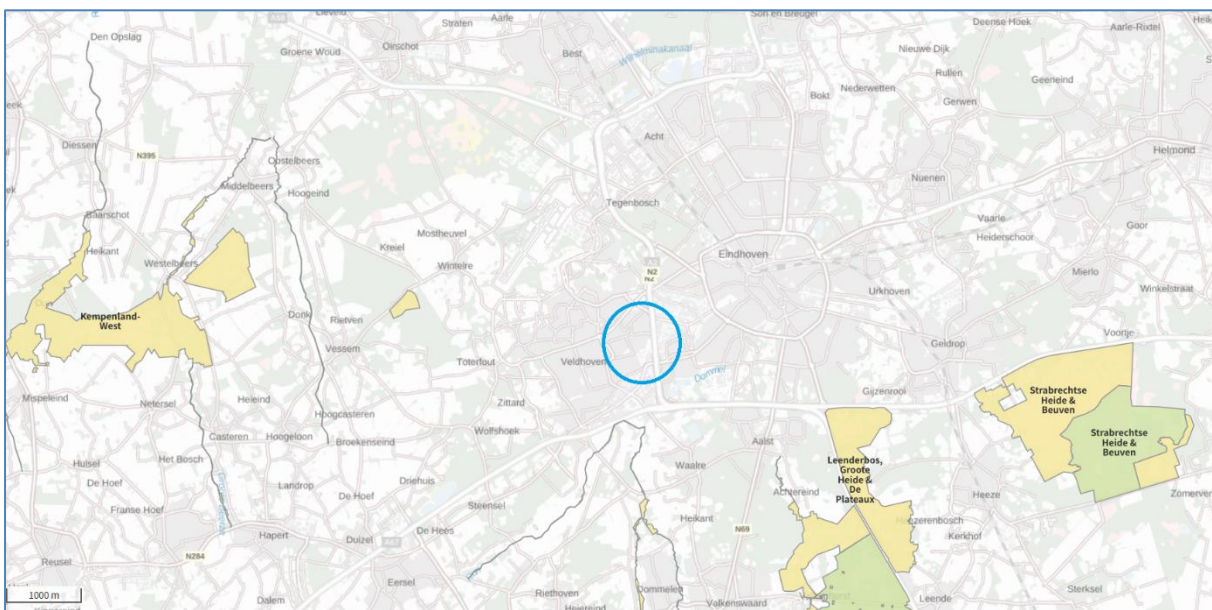 Den Opslag
Groene Woud
Oirschot
Straten
Aarle
Best
Wilhelminakanaal
Son en Breugel
Deense Hoek
Aarle-Rixtel
Nieuwe Dijk
Rullen
Geeneind
Bokt
Nederwetten
Gerwen
Acht
Helmond
Diessen
N395
Oostelbeers
Middelbeers
Hoogeind
Nuenen
Tegenbosch
Vaarle
Heiderschoor
Goor
Baarschot
Heikant
Westelbeers
Mostheuvel
Kreiel
Wintelre
Eindhoven
N2
N2
Mierlo
Urkhoven
Winkelstraat
Kempenland-
West
Donk
Rietven
Vessem
Toterfout
Veldhoven
Dommel
Geldrop
Voortje
Gijzenrooi
Mispeleind
Netersel
Heieind
Hoogcasteren
Zittard
Wolfshoek
Strabrechtse
Heide &
Beuven
Casteren
Hoogeloon
Broekenseind
Aalst
Strabrechtse
Heide &
Beuven
Hulsel
Het Bosch
Waalre
Leenderbos,
Groote
Heide &
De
Plateaux
De Hoef
Landrop
Driehuis
Steensel
Achtereind
Heeze
Franse Hoef
De Hoef
Heikant
N69
Kerkhof
Hapert
Duizel
De Hees
N284
A67
Reusel
Eersel
Sterksel
1000 m
Dalem
Riethoven
Dommelen
Valkenswaard
Leende